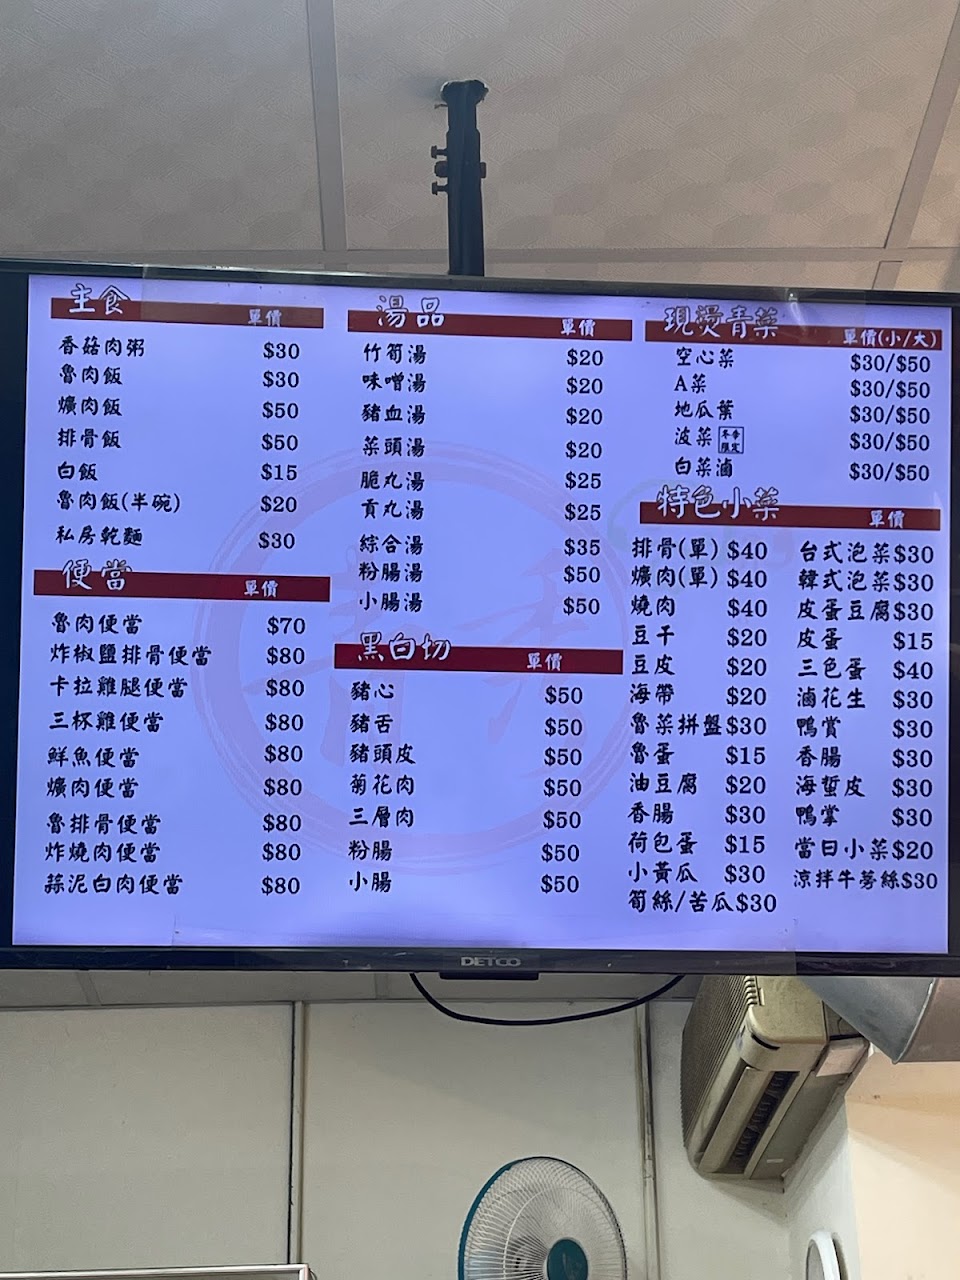 主食 單價
香菇肉粥 $30
魯肉飯 $30
爌肉飯 $50
排骨飯 $50
白飯 $15
魯肉飯(半碗) $20
私房乾麵 $30
便當 單價
魯肉便當 $70
炸椒鹽排骨便當 $80
卡拉雞腿便當 $80
三杯雞便當 $80
鮮魚便當 $80
爌肉便當 $80
魯排骨便當 $80
炸燒肉便當 $80
蒜泥白肉便當 $80
湯品 單價
竹筍湯 $20
味噌湯 $20
豬血湯 $20
菜頭湯 $20
脆丸湯 $25
貢丸湯 $25
綜合湯 $35
粉腸湯 $50
小腸湯 $50
黑白切 單價
豬心 $50
豬舌 $50
豬頭皮 $50
菊花肉 $50
三層肉 $50
粉腸 $50
小腸 $50
現燙青菜 單價(小/大)
空心菜 $30/$50
A菜 $30/$50
地瓜葉 $30/$50
波菜 冬季限定 $30/$50
白菜滷 $30/$50
特色小菜 單價
排骨(單) $40
爌肉(單) $40
燒肉 $40
豆干 $20
豆皮 $20
海帶 $20
魯菜拼盤 $30
魯蛋 $15
油豆腐 $20
香腸 $30
荷包蛋 $15
小黃瓜 $30
筍絲/苦瓜 $30
台式泡菜 $30
韓式泡菜 $30
皮蛋豆腐 $30
皮蛋 $15
三色蛋 $40
滷花生 $30
鴨賞 $30
香腸 $30
海蜇皮 $30
鴨掌 $30
當日小菜 $20
涼拌牛蒡絲 $30
DETCO